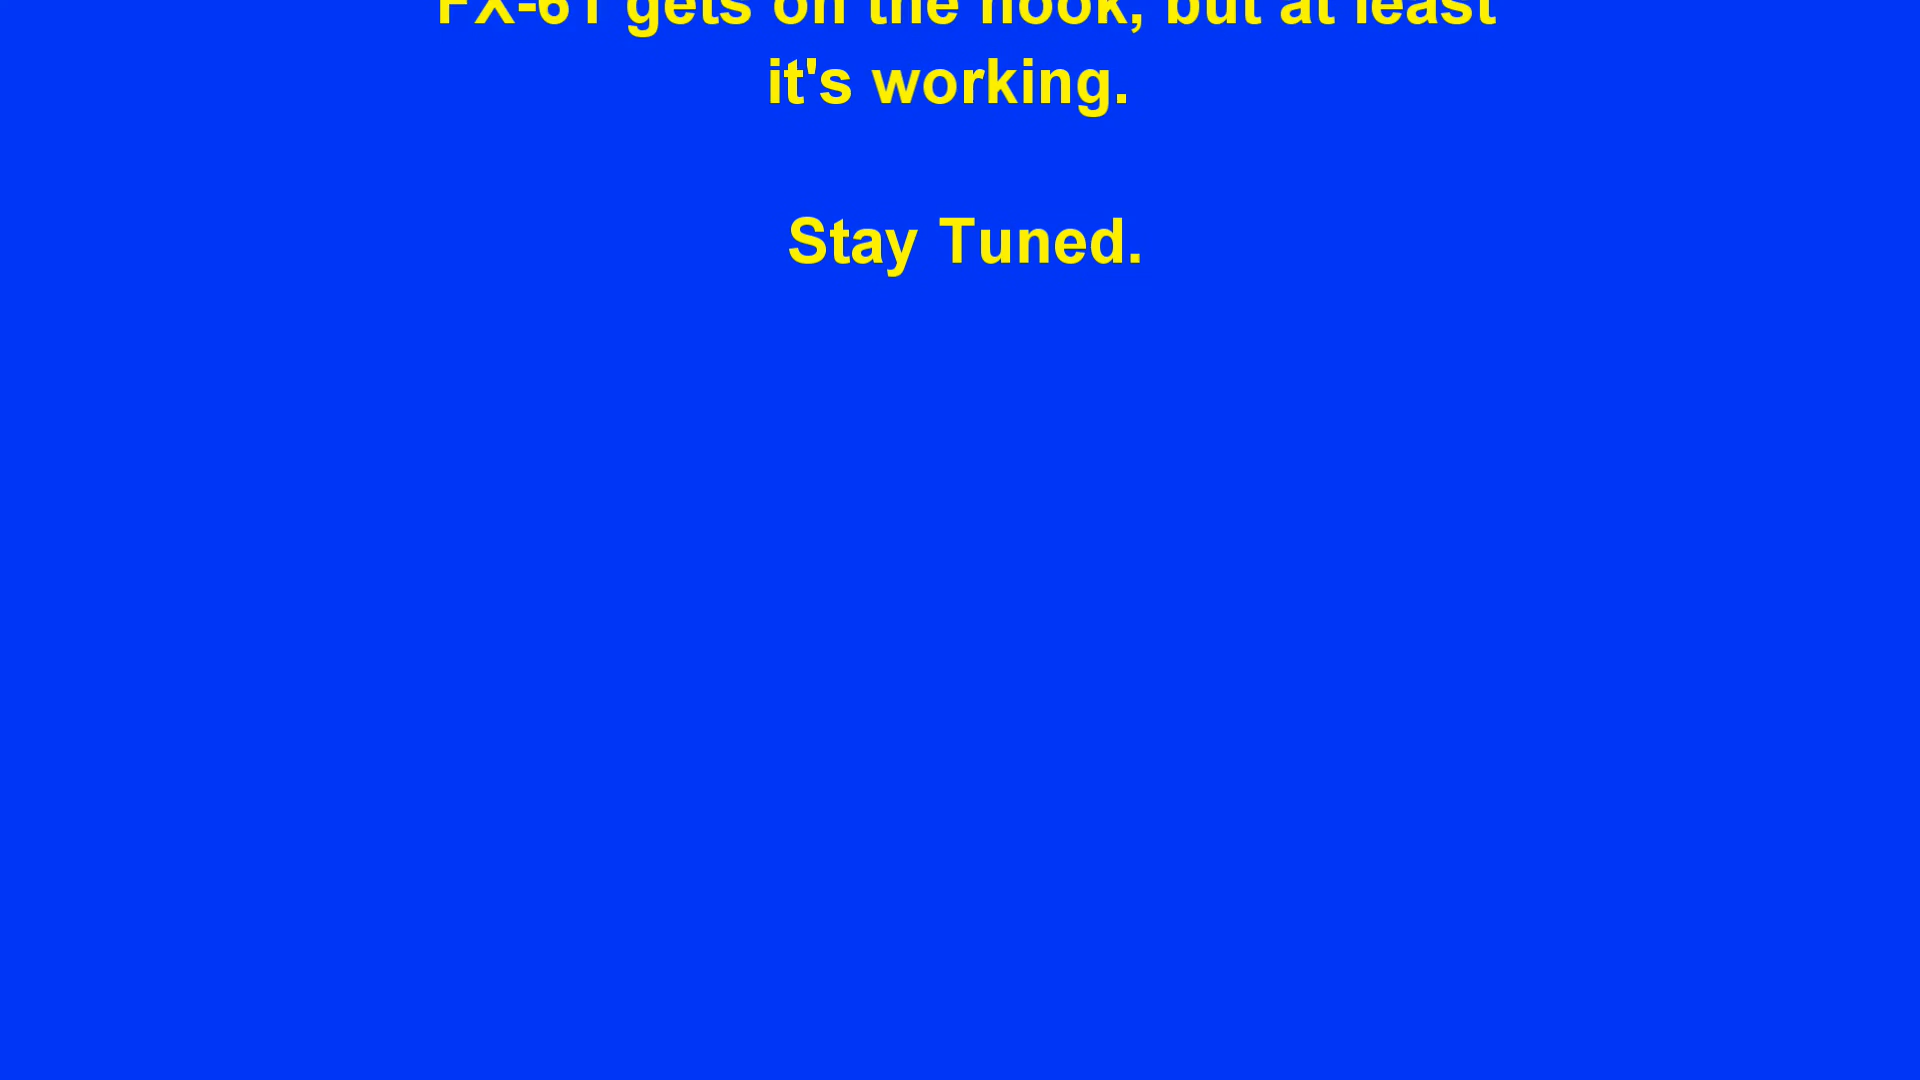 FX-61 gets on the hook, but at least
it's working.
Stay Tuned.